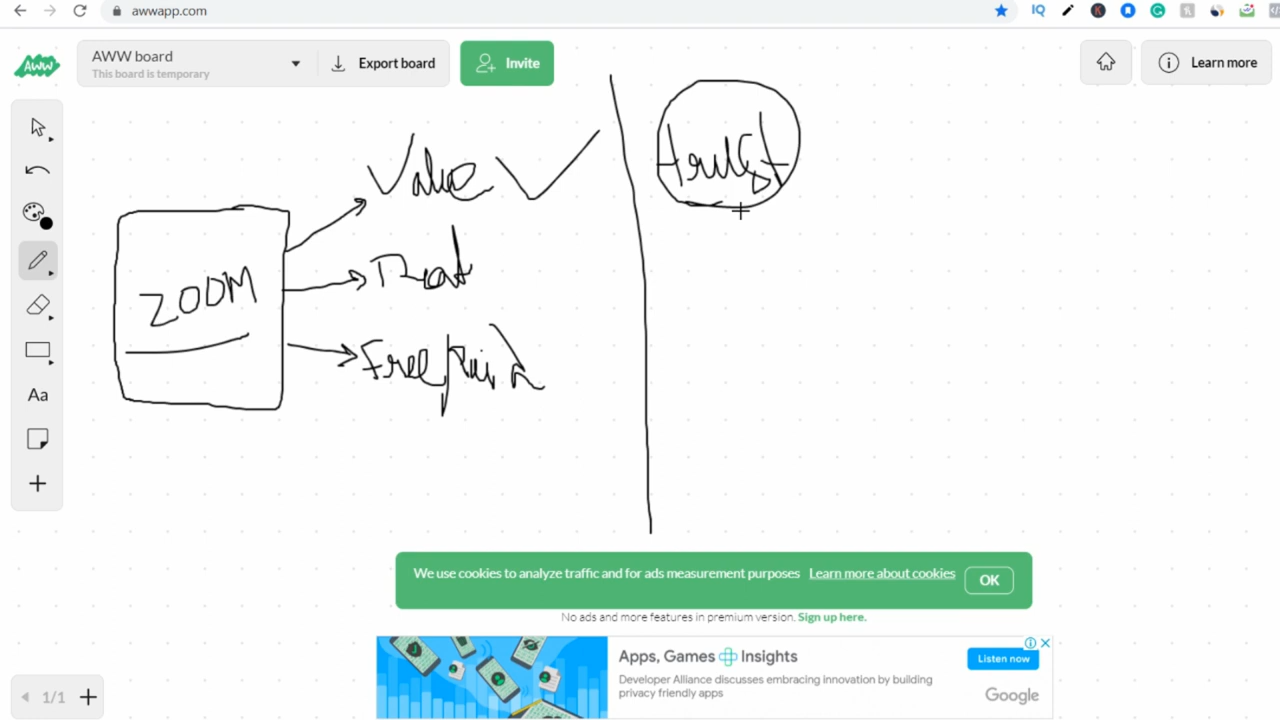 awwapp.com
IQ
AWW
AWW board
This board is temporary
Export board
Invite
Learn more
Value
trust
ZOOM
Free
Aa
We use cookies to analyze traffic and for ads measurement purposes Learn more about cookies OK
No ads and more features in premium version. Sign up here.
Apps, Games Insights
Listen now
Developer Alliance discusses embracing innovation by building
privacy friendly apps
Google
1/1